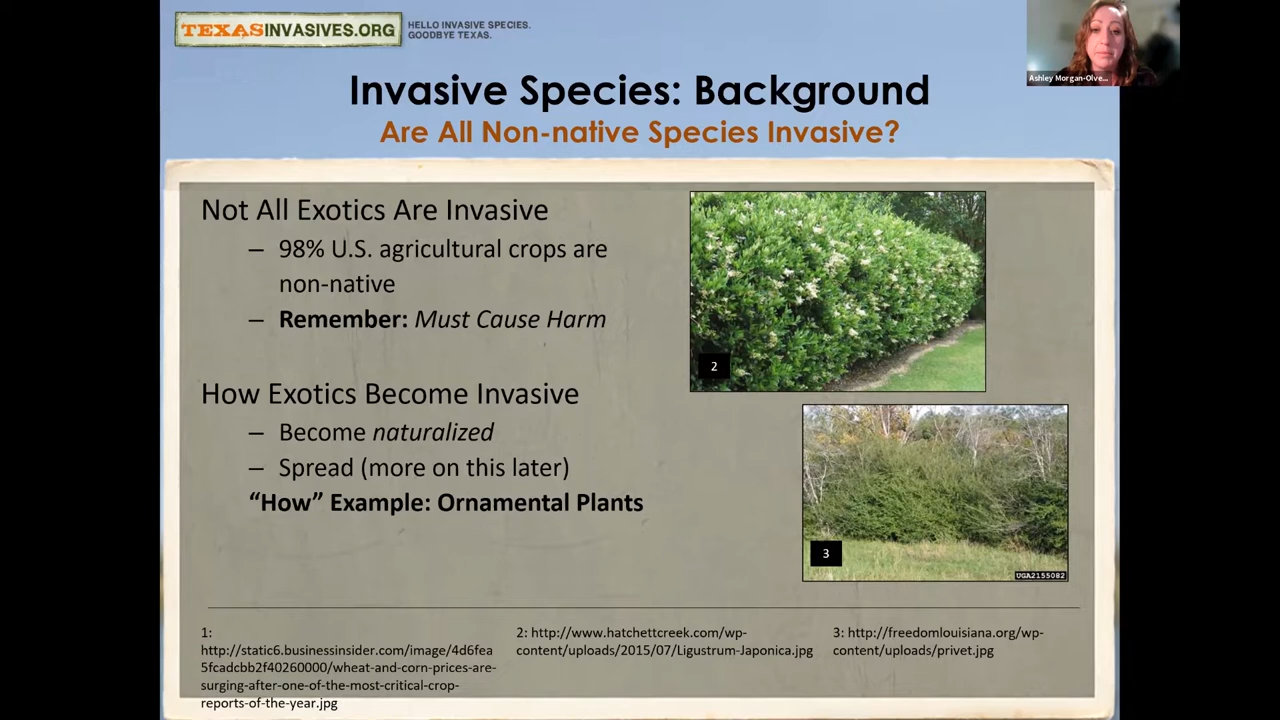 TEXASINVASIVES.ORG
HELLO INVASIVE SPECIES.
GOODBYE TEXAS.
Ashley Morgan-Olve...
Invasive Species: Background
Are All Non-native Species Invasive?
Not All Exotics Are Invasive
– 98% U.S. agricultural crops are
non-native
– Remember: Must Cause Harm
How Exotics Become Invasive
– Become naturalized
– Spread (more on this later)
“How” Example: Ornamental Plants
2
3
UGA2155082
1:
http://static6.businessinsider.com/image/4d6fea
5fcadcbb2f40260000/wheat-and-corn-prices-are-
surging-after-one-of-the-most-critical-crop-
reports-of-the-year.jpg
2: http://www.hatchettcreek.com/wp-
content/uploads/2015/07/Ligustrum-Japonica.jpg
3: http://freedomlouisiana.org/wp-
content/uploads/privet.jpg